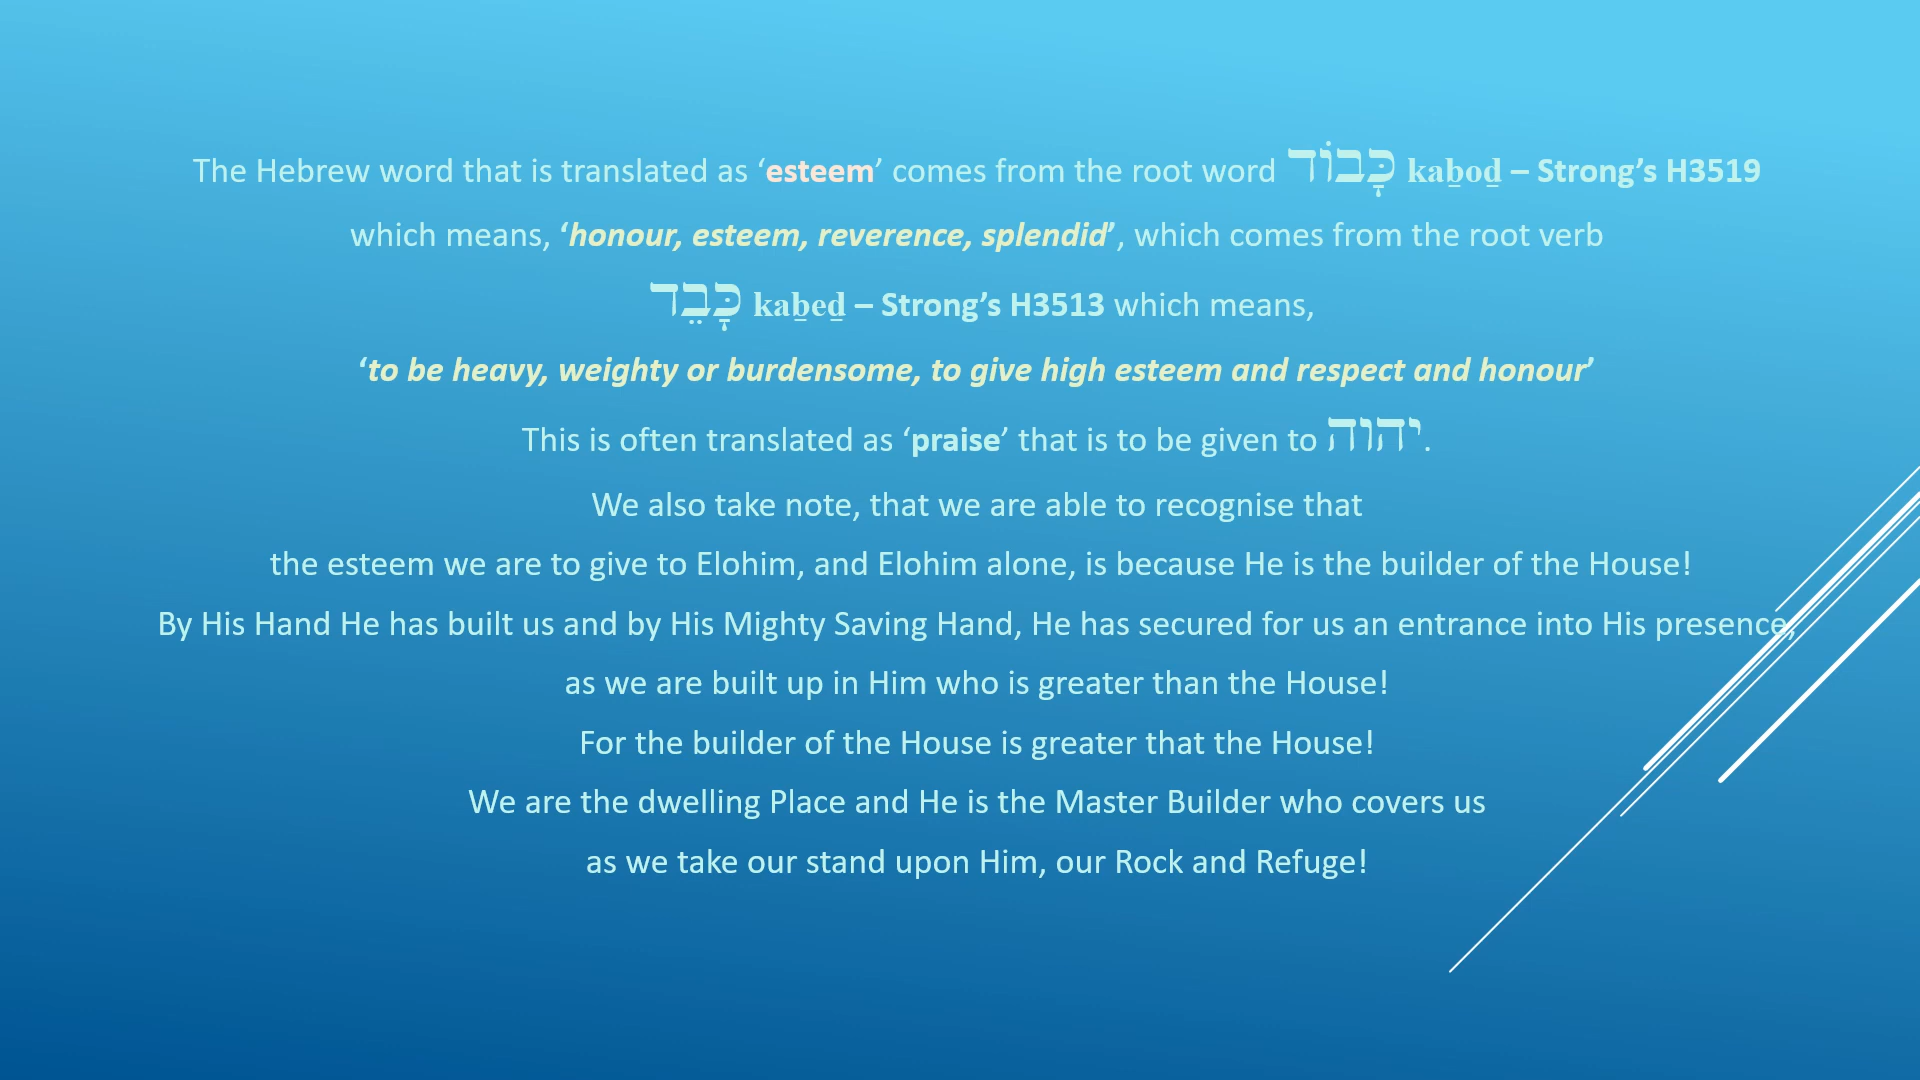 The Hebrew word that is translated as ‘esteem’ comes from the root word כָּבוֹד kaḇoḏ – Strong’s H3519
which means, ‘honour, esteem, reverence, splendid’, which comes from the root verb
כָּבֵד kaḇeḏ – Strong’s H3513 which means,
‘to be heavy, weighty or burdensome, to give high esteem and respect and honour’
This is often translated as ‘praise’ that is to be given to יהוה.
We also take note, that we are able to recognise that
the esteem we are to give to Elohim, and Elohim alone, is because He is the builder of the House!
By His Hand He has built us and by His Mighty Saving Hand, He has secured for us an entrance into His presence,
as we are built up in Him who is greater than the House!
For the builder of the House is greater that the House!
We are the dwelling Place and He is the Master Builder who covers us
as we take our stand upon Him, our Rock and Refuge!